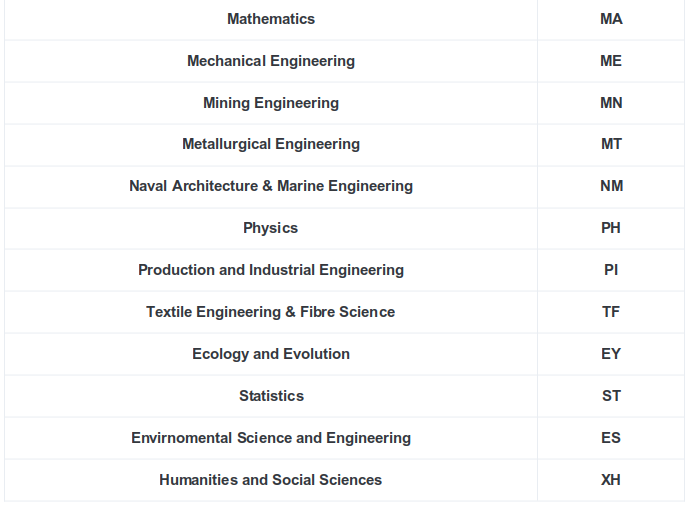 Mathematics MA
Mechanical Engineering ME
Mining Engineering MN
Metallurgical Engineering MT
Naval Architecture & Marine Engineering NM
Physics PH
Production and Industrial Engineering PI
Textile Engineering & Fibre Science TF
Ecology and Evolution EY
Statistics ST
Envirnomental Science and Engineering ES
Humanities and Social Sciences XH